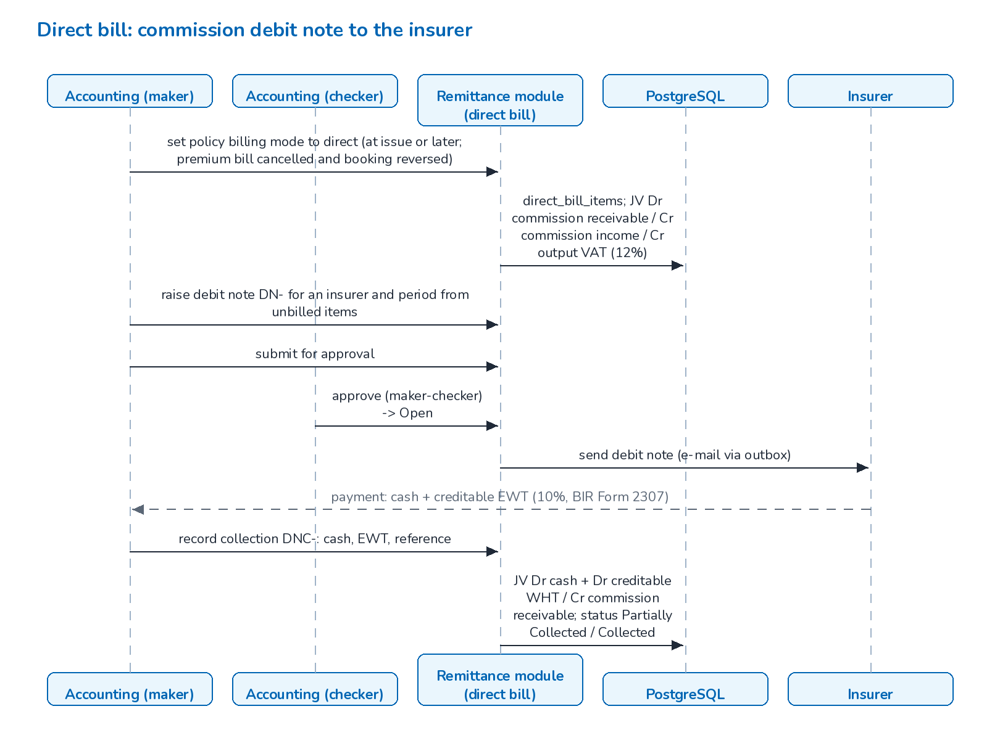 Direct bill: commission debit note to the insurer
Accounting (maker)
Accounting (checker)
Remittance module
(direct bill)
PostgreSQL
Insurer
set policy billing mode to direct (at issue or later;
premium bill cancelled and booking reversed)
direct_bill_items; JV Dr
commission receivable / Cr
commission income / Cr
output VAT (12%)
raise debit note DN- for an insurer and period from
unbilled items
submit for approval
approve (maker-checker)
-> Open
send debit note (e-mail via outbox)
payment: cash + creditable EWT (10%, BIR Form 2307)
record collection DNC-: cash, EWT, reference
JV Dr cash + Dr creditable
WHT / Cr commission
receivable; status Partially
Collected / Collected
Accounting (maker)
Accounting (checker)
Remittance module
(direct bill)
PostgreSQL
Insurer